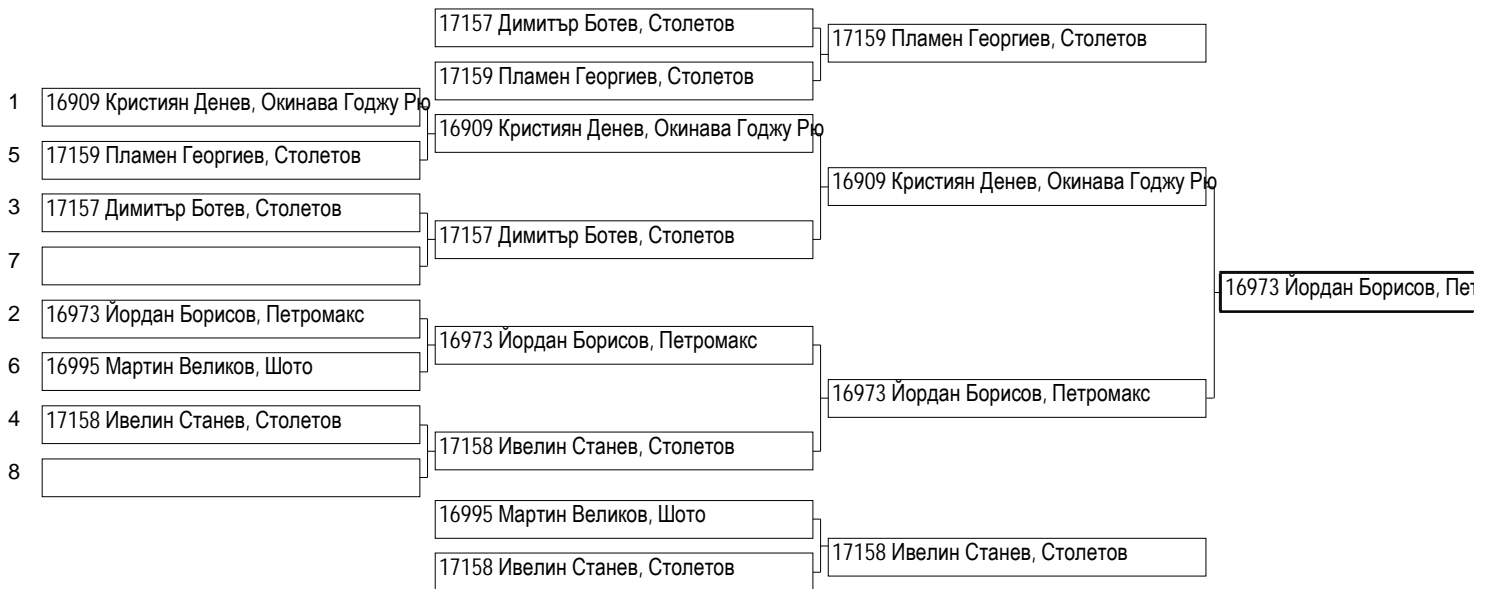 17157 Димитър Ботев, Столетов
17159 Пламен Георгиев, Столетов
17159 Пламен Георгиев, Столетов
1 16909 Кристиян Денев, Окинава Годжу Рю
16909 Кристиян Денев, Окинава Годжу Рю
5 17159 Пламен Георгиев, Столетов
16909 Кристиян Денев, Окинава Годжу Рю
3 17157 Димитър Ботев, Столетов
17157 Димитър Ботев, Столетов
7
16973 Йордан Борисов, Пет
2 16973 Йордан Борисов, Петромакс
16973 Йордан Борисов, Петромакс
6 16995 Мартин Великов, Шото
16973 Йордан Борисов, Петромакс
4 17158 Ивелин Станев, Столетов
17158 Ивелин Станев, Столетов
8
16995 Мартин Великов, Шото
17158 Ивелин Станев, Столетов
17158 Ивелин Станев, Столетов